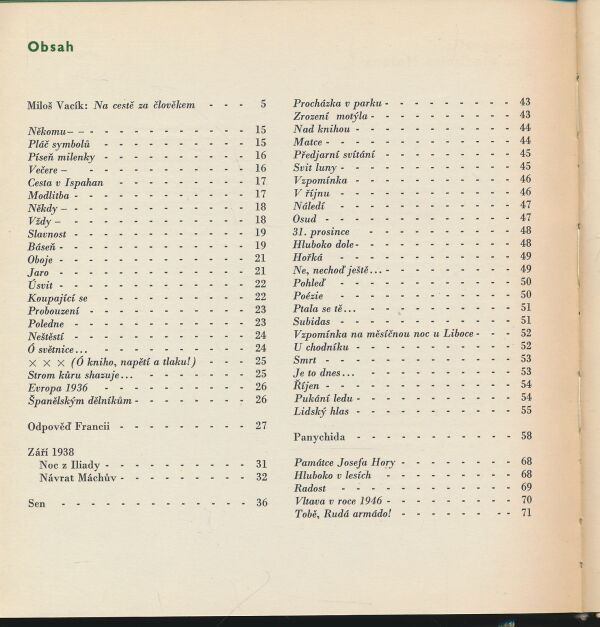 Obsah
Miloš Vacík: Na cestě za člověkem - - - 5
Někomu – – - - - - - - - - - - 15
Pláč symbolů - - - - - - - - - - 15
Píseň milenky - - - - - - - - - - 16
Večere – - - - - - - - - - - - 16
Cesta v Ispahan - - - - - - - - - 17
Modlitba - - - - - - - - - - - - 17
Někdy – - - - - - - - - - - - 18
Vždy – - - - - - - - - - - - 18
Slavnost - - - - - - - - - - - - 19
Báseň - - - - - - - - - - - - - 19
Oboje - - - - - - - - - - - - - 21
Jaro - - - - - - - - - - - - - 21
Úsvit - - - - - - - - - - - - - 22
Koupající se - - - - - - - - - - 22
Probouzení - - - - - - - - - - - 23
Poledne - - - - - - - - - - - - 23
Neštěstí - - - - - - - - - - - - 24
Ó světnice... - - - - - - - - - - 24
× × × (Ó kniho, napětí a tlaku!) - - - - 25
Strom kůru shazuje... - - - - - - - 25
Evropa 1936 - - - - - - - - - - 26
Španělským dělníkům - - - - - - - - 26
Odpověď Francii - - - - - - - - - 27
Září 1938
Noc z Iliady - - - - - - - - - - 31
Návrat Máchův - - - - - - - - - 32
Sen - - - - - - - - - - - - - 36
Procházka v parku - - - - - - - - - 43
Zrození motýla - - - - - - - - - - 43
Nad knihou - - - - - - - - - - - 44
Matce - - - - - - - - - - - - - 44
Předjarní svítání - - - - - - - - - 45
Svit luny - - - - - - - - - - - - 45
Vzpomínka - - - - - - - - - - - 46
V říjnu - - - - - - - - - - - - 46
Náledí - - - - - - - - - - - - 47
Osud - - - - - - - - - - - - - 47
31. prosince - - - - - - - - - - - 48
Hluboko dole - - - - - - - - - - - 48
Hořká - - - - - - - - - - - - - 49
Ne, nechoď ještě... - - - - - - - - - 49
Pohleď - - - - - - - - - - - - 50
Poézie - - - - - - - - - - - - 50
Ptala se tě... - - - - - - - - - - 51
Subidas - - - - - - - - - - - - 51
Vzpomínka na měsíčnou noc u Liboce - - - 52
U chodníku - - - - - - - - - - - 52
Smrt - - - - - - - - - - - - - 53
Je to dnes... - - - - - - - - - - 53
Říjen - - - - - - - - - - - - - 54
Pukání ledu - - - - - - - - - - - 54
Lidský hlas - - - - - - - - - - - 55
Panychida - - - - - - - - - - - 58
Památce Josefa Hory - - - - - - - - 68
Hluboko v lesích - - - - - - - - - 68
Radost - - - - - - - - - - - - 69
Vltava v roce 1946 - - - - - - - - - 70
Tobě, Rudá armádo! - - - - - - - - 71